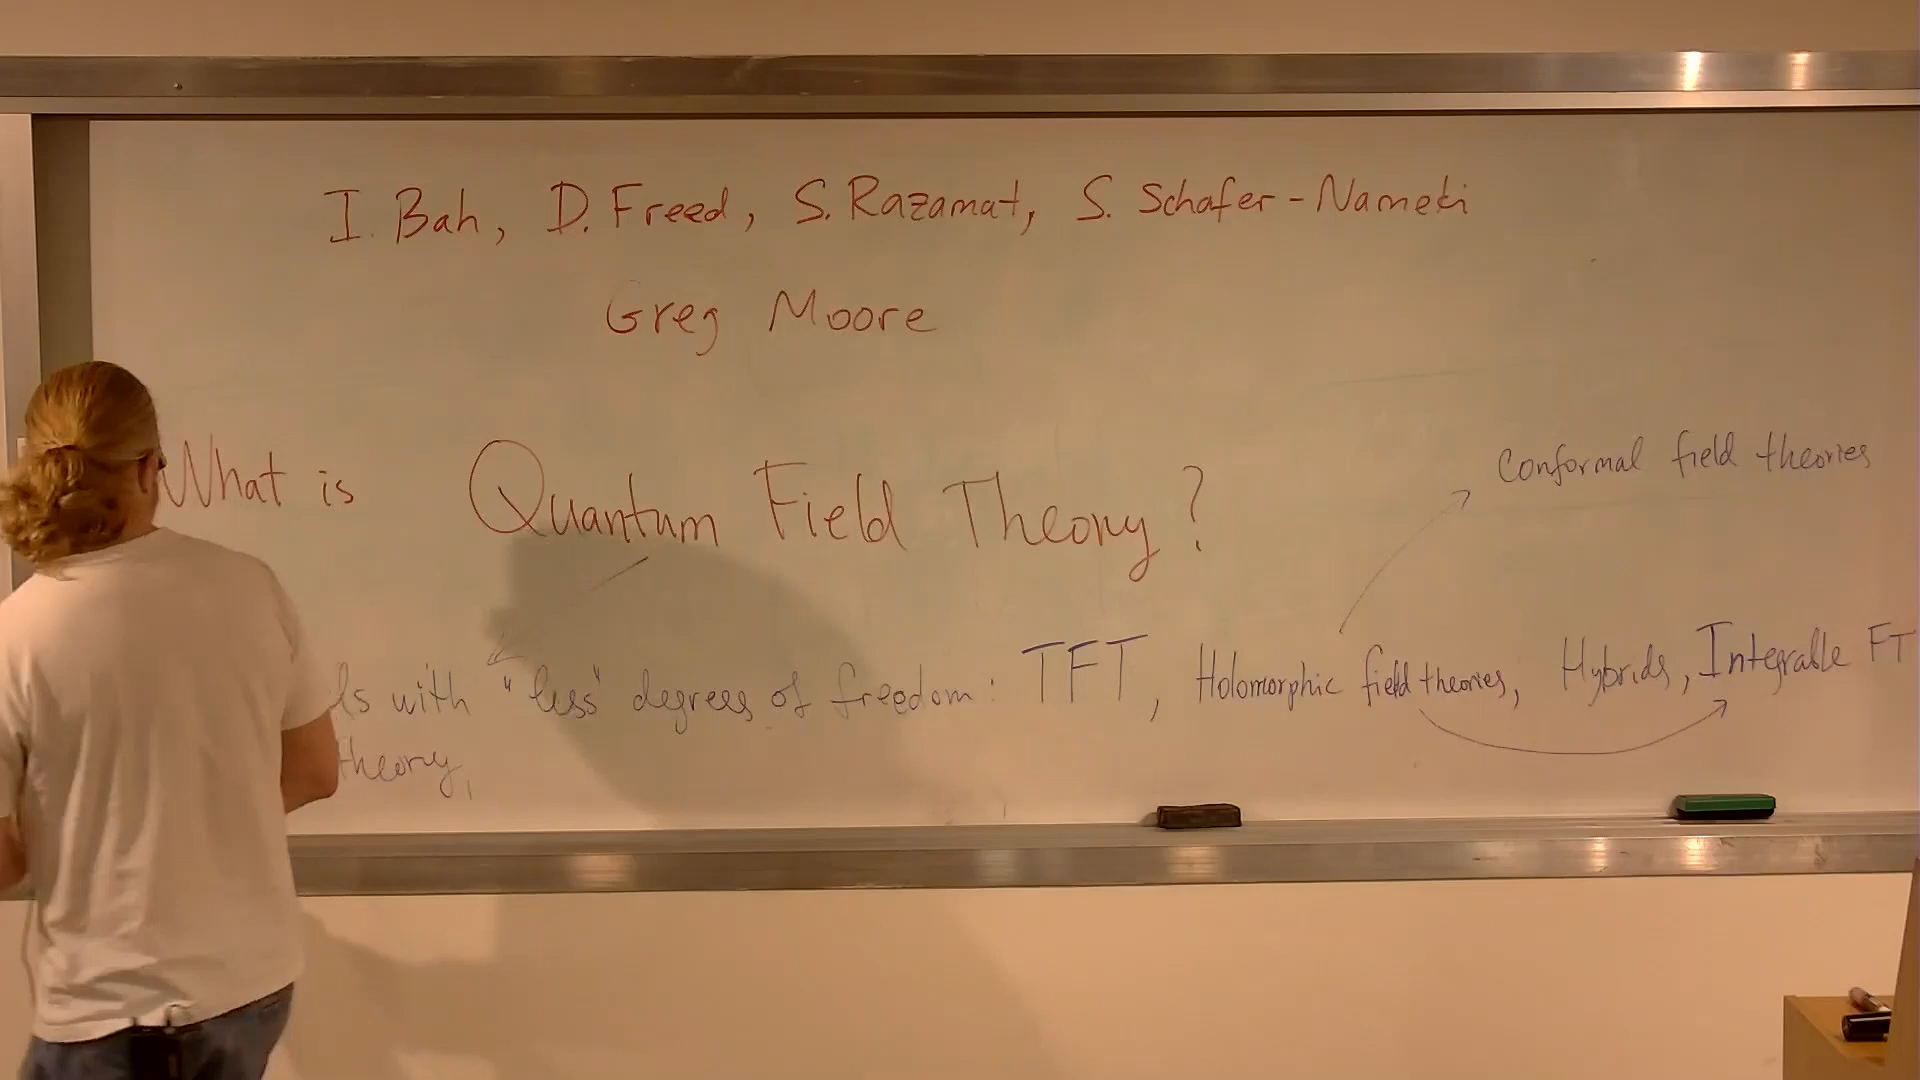 I. Bah, D. Freed, S. Razamat, S. Schafer-Nameki
Greg Moore
What is Quantum Field Theory?
Conformal field theories
ls with "less" degrees of freedom: TFT, Holomorphic field theories, Hybrids, Integrable FT
theory,